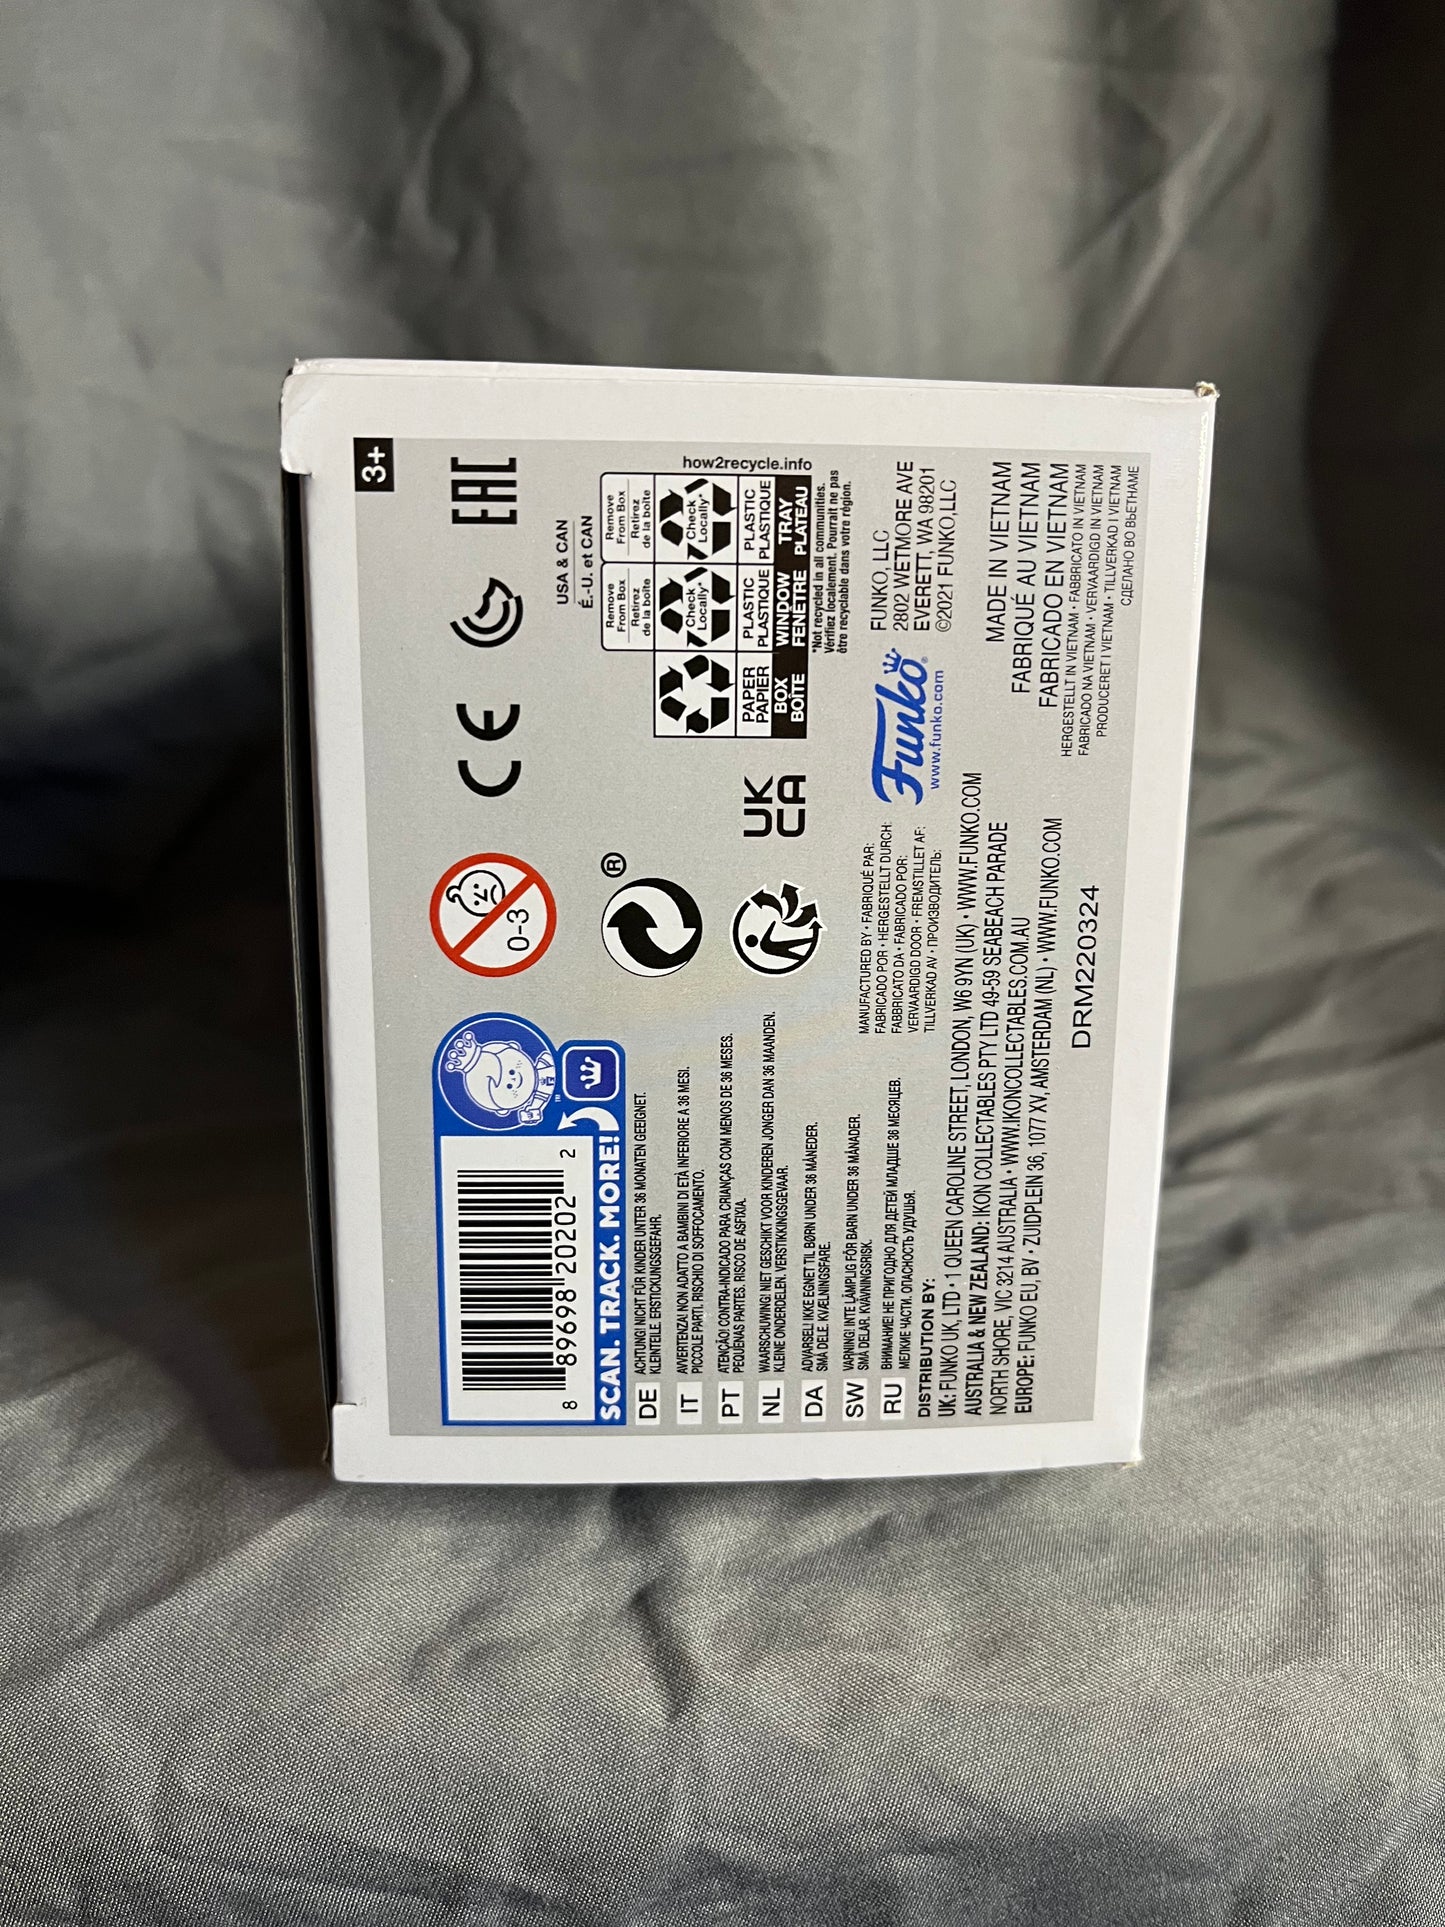 3+
8 89698 20202 2
SCAN. TRACK. MORE!
™
0-3
®
CE
EAC
UK
CA
USA & CAN
É.-U. et CAN
Remove
From Box
Retirez
de la boîte
Remove
From Box
Retirez
de la boîte
Check
Locally*
Check
Locally*
PAPER
PAPIER
PLASTIC
PLASTIQUE
PLASTIC
PLASTIQUE
BOX
BOÎTE
WINDOW
FENÊTRE
TRAY
PLATEAU
how2recycle.info
*Not recycled in all communities.
Vérifiez localement. Pourrait ne pas
être recyclable dans votre région.
DE ACHTUNG! NICHT FÜR KINDER UNTER 36 MONATEN GEEIGNET.
KLEINTEILE. ERSTICKUNGSGEFAHR.
IT AVVERTENZA! NON ADATTO A BAMBINI DI ETÀ INFERIORE A 36 MESI.
PICCOLE PARTI. RISCHIO DI SOFFOCAMENTO.
PT ATENÇÃO! CONTRA-INDICADO PARA CRIANÇAS COM MENOS DE 36 MESES.
PEQUENAS PARTES. RISCO DE ASFIXIA.
NL WAARSCHUWING! NIET GESCHIKT VOOR KINDEREN JONGER DAN 36 MAANDEN.
KLEINE ONDERDELEN. VERSTIKKINGSGEVAAR.
DA ADVARSEL! IKKE EGNET TIL BØRN UNDER 36 MÅNEDER.
SMÅ DELE. KVÆLNINGSFARE.
SW VARNING! INTE LÄMPLIG FÖR BARN UNDER 36 MÅNADER.
SMÅ DELAR. KVÄVNINGSRISK.
RU ВНИМАНИЕ! НЕ ПРИГОДНО ДЛЯ ДЕТЕЙ МЛАДШЕ 36 МЕСЯЦЕВ.
МЕЛКИЕ ЧАСТИ. ОПАСНОСТЬ УДУШЬЯ.
MANUFACTURED BY • FABRIQUÉ PAR:
FABRICADO POR • HERGESTELLT DURCH:
FABBRICATO DA • FABRICADO POR:
VERVAARDIGD DOOR • FREMSTILLET AF:
TILLVERKAD AV • ПРОИЗВОДИТЕЛЬ:
Funko®
www.funko.com
FUNKO, LLC
2802 WETMORE AVE
EVERETT, WA 98201
©2021 FUNKO,LLC
DISTRIBUTION BY:
UK: FUNKO UK, LTD • 1 QUEEN CAROLINE STREET, LONDON, W6 9YN (UK) • WWW.FUNKO.COM
AUSTRALIA & NEW ZEALAND: IKON COLLECTABLES PTY LTD 49-59 SEABEACH PARADE
NORTH SHORE, VIC 3214 AUSTRALIA • WWW.IKONCOLLECTABLES.COM.AU
EUROPE: FUNKO EU, BV • ZUIDPLEIN 36, 1077 XV, AMSTERDAM (NL) • WWW.FUNKO.COM
DRM220324
MADE IN VIETNAM
FABRIQUÉ AU VIETNAM
FABRICADO EN VIETNAM
HERGESTELLT IN VIETNAM • FABBRICATO IN VIETNAM
FABRICADO NA VIETNAM • VERVAARDIGD IN VIETNAM
PRODUCERET I VIETNAM • TILLVERKAD I VIETNAM
СДЕЛАНО ВО ВЬЕТНАМЕ